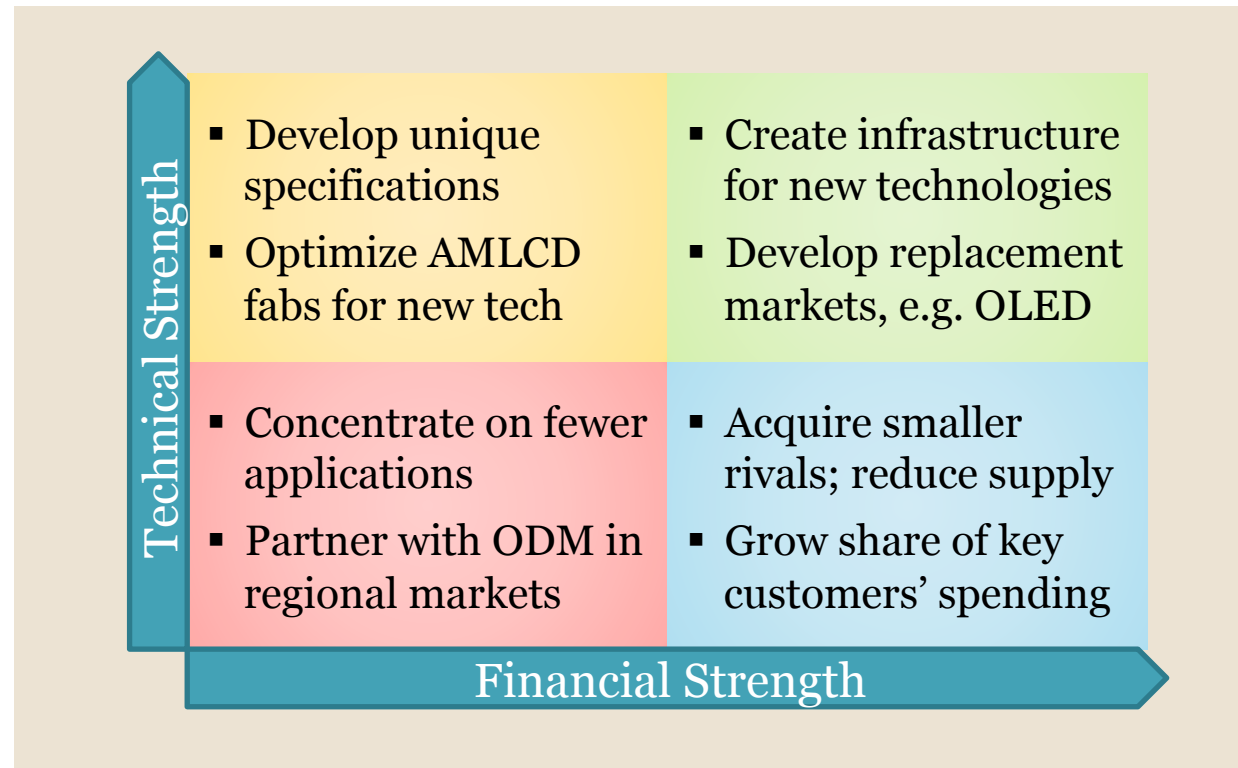 Technical Strength
▪ Develop unique
specifications
▪ Optimize AMLCD
fabs for new tech
▪ Create infrastructure
for new technologies
▪ Develop replacement
markets, e.g. OLED
▪ Concentrate on fewer
applications
▪ Partner with ODM in
regional markets
▪ Acquire smaller
rivals; reduce supply
▪ Grow share of key
customers’ spending
Financial Strength